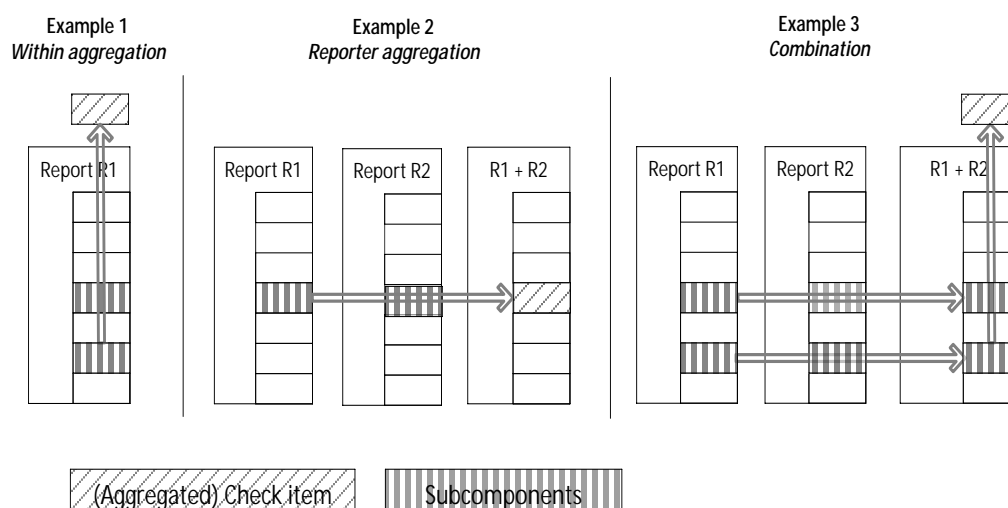 Example 1
Within aggregation
Example 2
Reporter aggregation
Example 3
Combination
Report R1
Report R1
Report R2
R1 + R2
Report R1
Report R2
R1 + R2
(Aggregated) Check item
Subcomponents